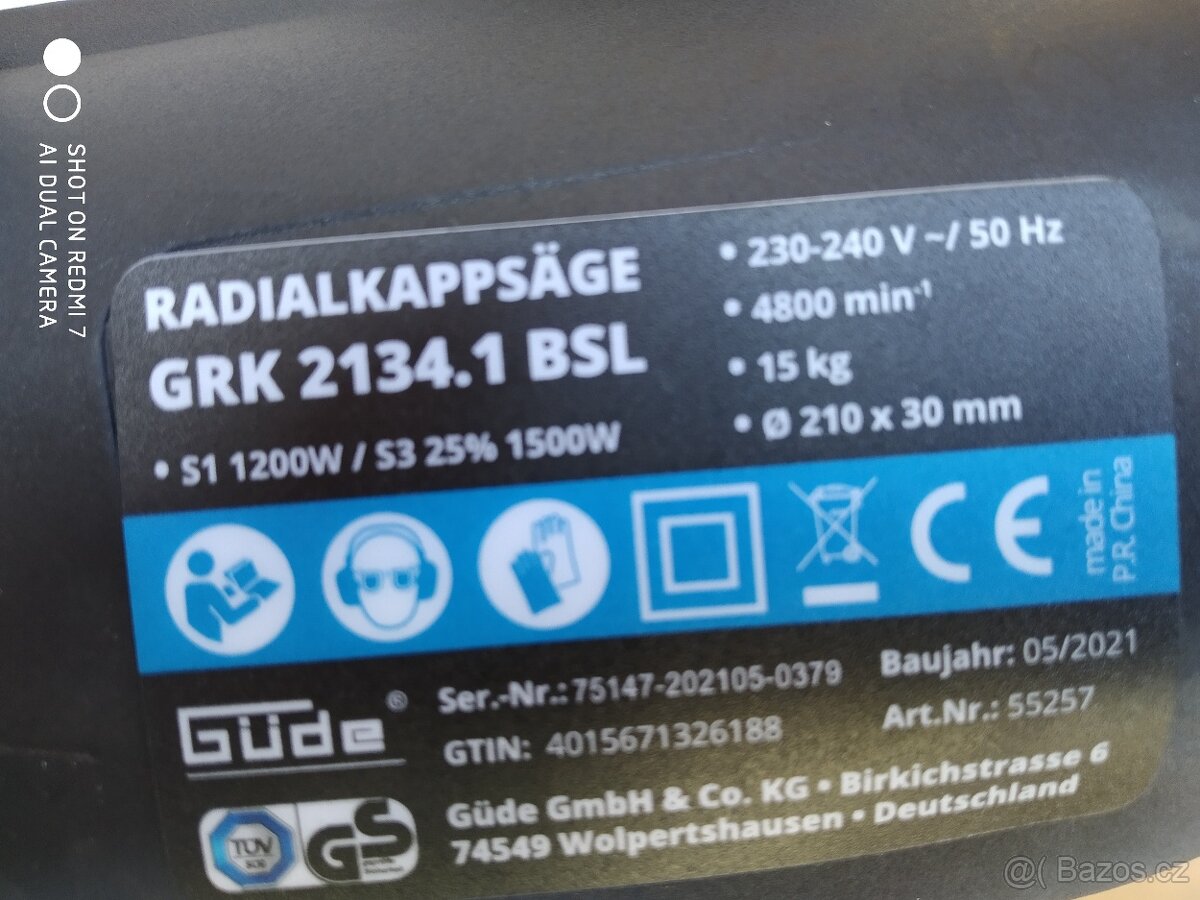 SHOT ON REDMI 7
AI DUAL CAMERA
RADIALKAPPSÄGE
GRK 2134.1 BSL
• S1 1200W / S3 25% 1500W
• 230-240 V ~/ 50 Hz
• 4800 min⁻¹
• 15 kg
• Ø 210 x 30 mm
CE
made in
P.R. China
Güde®
Ser.-Nr.: 75147-202105-0379
Baujahr: 05/2021
GTIN: 4015671326188
Art.Nr.: 55257
Güde GmbH & Co. KG • Birkichstrasse 6
74549 Wolpertshausen • Deutschland
TÜV
SÜD
GS
@( Bazos.cz